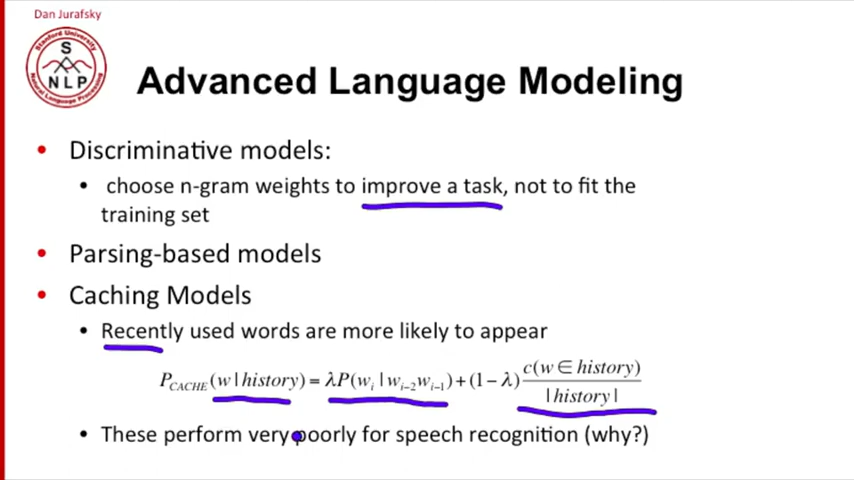 Dan Jurafsky
Stanford University
S
NLP
Natural Language Processing
Advanced Language Modeling
• Discriminative models:
• choose n-gram weights to improve a task, not to fit the
training set
• Parsing-based models
• Caching Models
• Recently used words are more likely to appear
P_CACHE(w | history) = λP(w_i | w_{i−2}w_{i−1}) + (1 − λ) c(w ∈ history) / | history |
• These perform very poorly for speech recognition (why?)